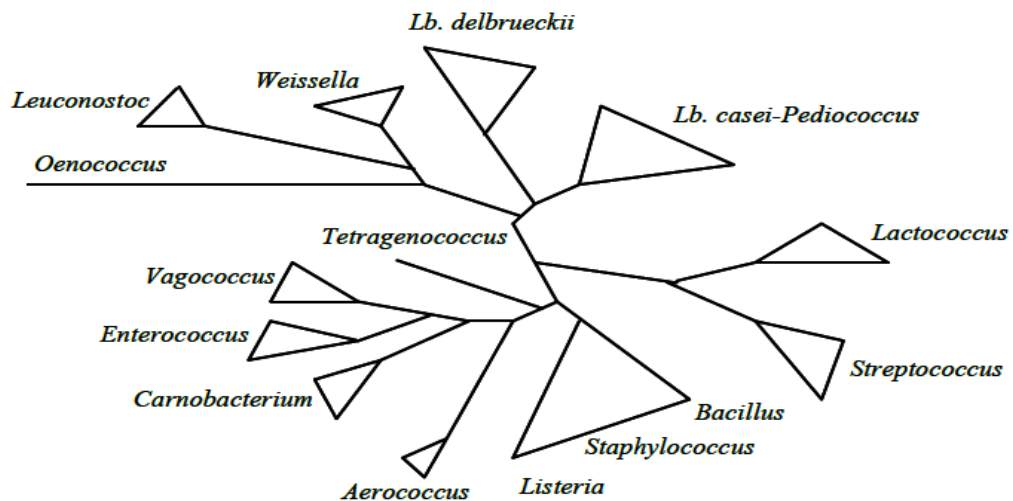 Lb. delbrueckii
Weissella
Leuconostoc
Lb. casei-Pediococcus
Oenococcus
Tetragenococcus
Lactococcus
Vagococcus
Enterococcus
Streptococcus
Carnobacterium
Bacillus
Staphylococcus
Aerococcus
Listeria